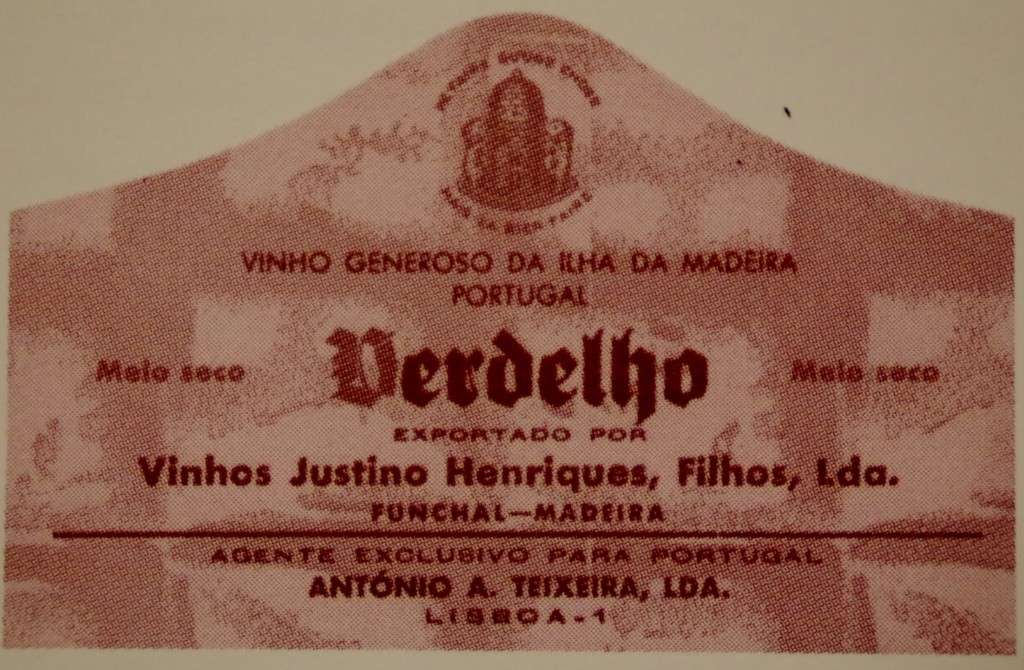 VINHO GENEROSO DA ILHA DA MADEIRA
PORTUGAL
Meio seco Verdelho Meio seco
EXPORTADO POR
Vinhos Justino Henriques, Filhos, Lda.
FUNCHAL—MADEIRA
AGENTE EXCLUSIVO PARA PORTUGAL
ANTÓNIO A. TEIXEIRA, LDA.
LISBOA-1